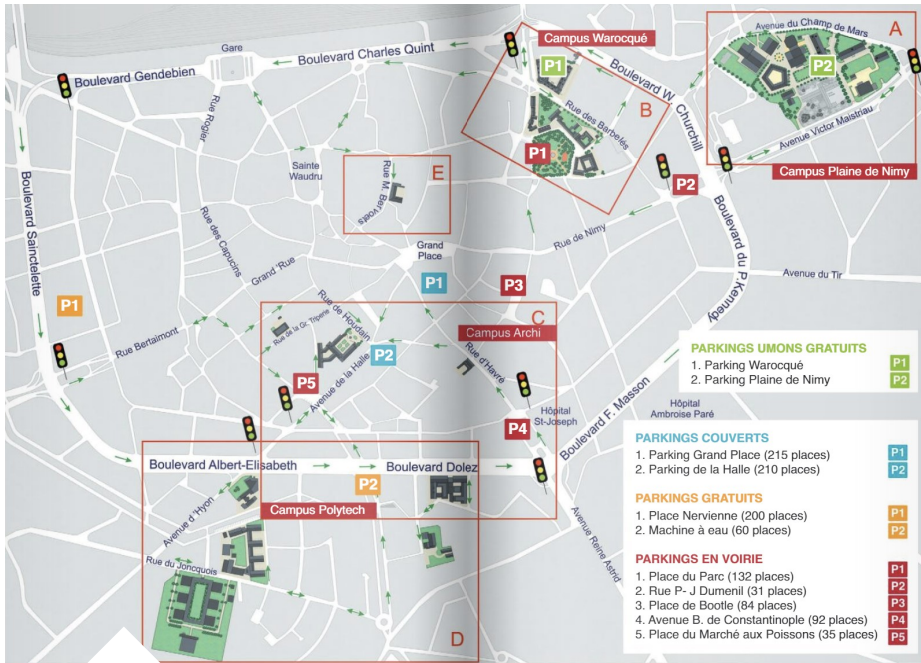 A
Avenue du Champ de Mars
P2
Avenue Victor Maistriau
Campus Plaine de Nimy
Campus Warocqué
P1
Rue des Barbelés
B
P1
Boulevard W. Churchill
Gare
Boulevard Charles Quint
Boulevard Gendebien
Rue Rogier
Sainte
Waudru
E
Rue M. Bervoets
P2
Rue de Nimy
Boulevard du P. Kennedy
Avenue du Tir
Boulevard Sainctelette
Rue des Capucins
Grand 'Rue
Grand
Place
P1
P3
P1
Rue Bertaimont
Rue de Houdain
Rue de la Gr. Triperie
C
Campus Archi
Rue d'Havré
P2
P5
Avenue de la Halle
P4
Hôpital
St-Joseph
Boulevard F. Masson
Hôpital
Ambroise Paré
Boulevard Albert-Elisabeth
Boulevard Dolez
P2
Campus Polytech
Avenue d'Hyon
Rue du Joncquois
Avenue Reine Astrid
D
PARKINGS UMONS GRATUITS
1. Parking Warocqué P1
2. Parking Plaine de Nimy P2
PARKINGS COUVERTS
1. Parking Grand Place (215 places) P1
2. Parking de la Halle (210 places) P2
PARKINGS GRATUITS
1. Place Nervienne (200 places) P1
2. Machine à eau (60 places) P2
PARKINGS EN VOIRIE
1. Place du Parc (132 places) P1
2. Rue P- J Dumenil (31 places) P2
3. Place de Bootle (84 places) P3
4. Avenue B. de Constantinople (92 places) P4
5. Place du Marché aux Poissons (35 places) P5